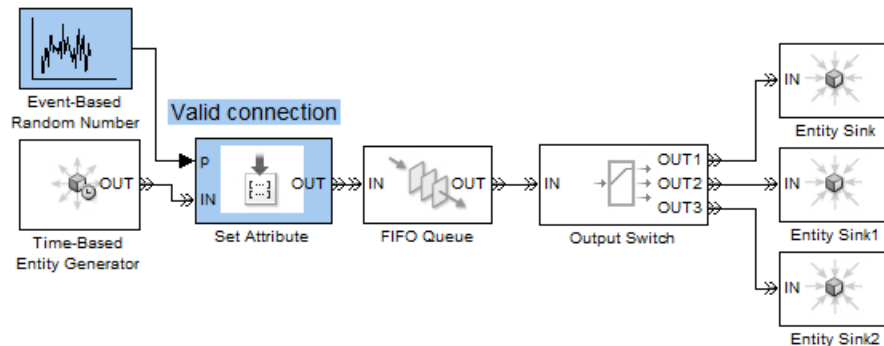 Event-Based
Random Number
Valid connection
p
IN
OUT
Set Attribute
OUT
Time-Based
Entity Generator
IN
OUT
FIFO Queue
IN
OUT1
OUT2
OUT3
Output Switch
IN
Entity Sink
IN
Entity Sink1
IN
Entity Sink2